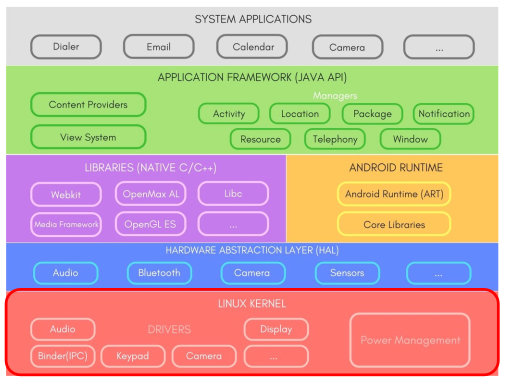 SYSTEM APPLICATIONS
Dialer Email Calendar Camera ...
APPLICATION FRAMEWORK (JAVA API)
Managers
Content Providers
Activity Location Package Notification
View System
Resource Telephony Window
LIBRARIES (NATIVE C/C++)
Webkit OpenMax AL Libc
Media Framework OpenGL ES ...
ANDROID RUNTIME
Android Runtime (ART)
Core Libraries
HARDWARE ABSTRACTION LAYER (HAL)
Audio Bluetooth Camera Sensors ...
LINUX KERNEL
Audio DRIVERS Display
Binder(IPC) Keypad Camera ...
Power Management